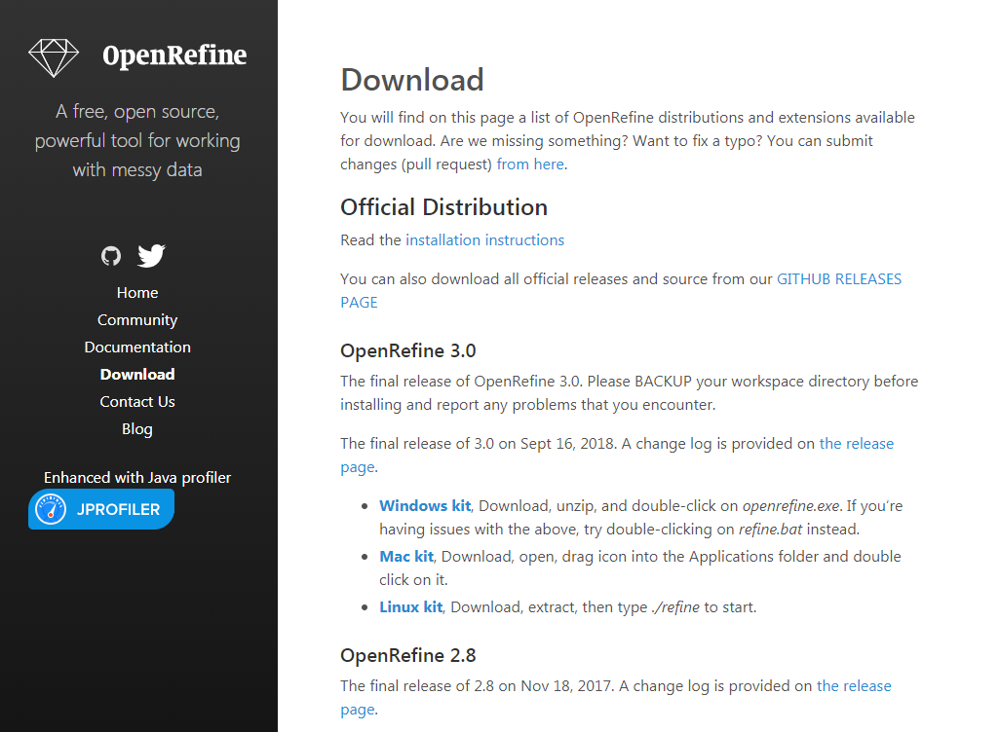 OpenRefine
A free, open source,
powerful tool for working
with messy data
Home
Community
Documentation
Download
Contact Us
Blog
Enhanced with Java profiler
JPROFILER
Download
You will find on this page a list of OpenRefine distributions and extensions available
for download. Are we missing something? Want to fix a typo? You can submit
changes (pull request) from here.
Official Distribution
Read the installation instructions
You can also download all official releases and source from our GITHUB RELEASES
PAGE
OpenRefine 3.0
The final release of OpenRefine 3.0. Please BACKUP your workspace directory before
installing and report any problems that you encounter.
The final release of 3.0 on Sept 16, 2018. A change log is provided on the release
page.
• Windows kit, Download, unzip, and double-click on openrefine.exe. If you’re
having issues with the above, try double-clicking on refine.bat instead.
• Mac kit, Download, open, drag icon into the Applications folder and double
click on it.
• Linux kit, Download, extract, then type ./refine to start.
OpenRefine 2.8
The final release of 2.8 on Nov 18, 2017. A change log is provided on the release
page.